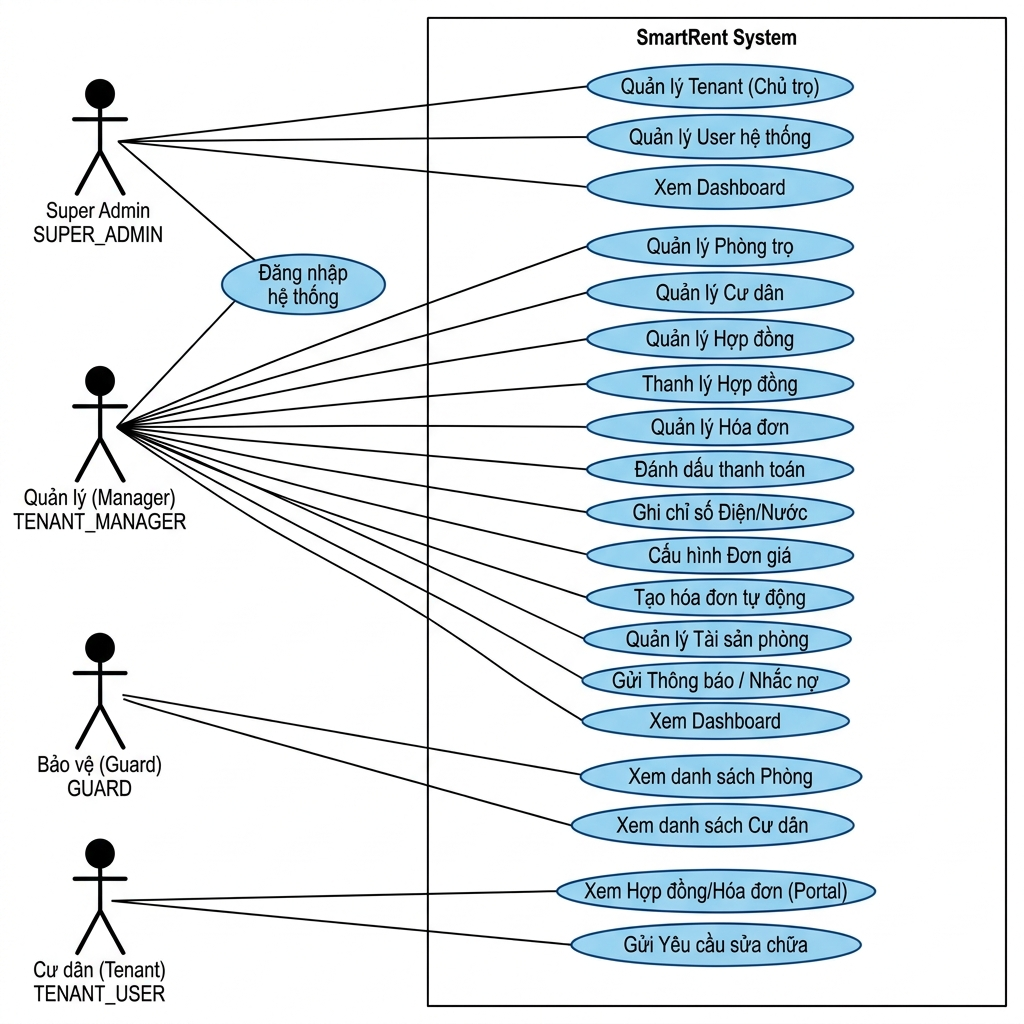 SmartRent System
Quản lý Tenant (Chủ trọ)
Quản lý User hệ thống
Xem Dashboard
Super Admin
SUPER_ADMIN
Đăng nhập
hệ thống
Quản lý Phòng trọ
Quản lý Cư dân
Quản lý Hợp đồng
Thanh lý Hợp đồng
Quản lý Hóa đơn
Đánh dấu thanh toán
Ghi chỉ số Điện/Nước
Cấu hình Đơn giá
Tạo hóa đơn tự động
Quản lý Tài sản phòng
Gửi Thông báo / Nhắc nợ
Xem Dashboard
Quản lý (Manager)
TENANT_MANAGER
Xem danh sách Phòng
Xem danh sách Cư dân
Bảo vệ (Guard)
GUARD
Xem Hợp đồng/Hóa đơn (Portal)
Gửi Yêu cầu sửa chữa
Cư dân (Tenant)
TENANT_USER